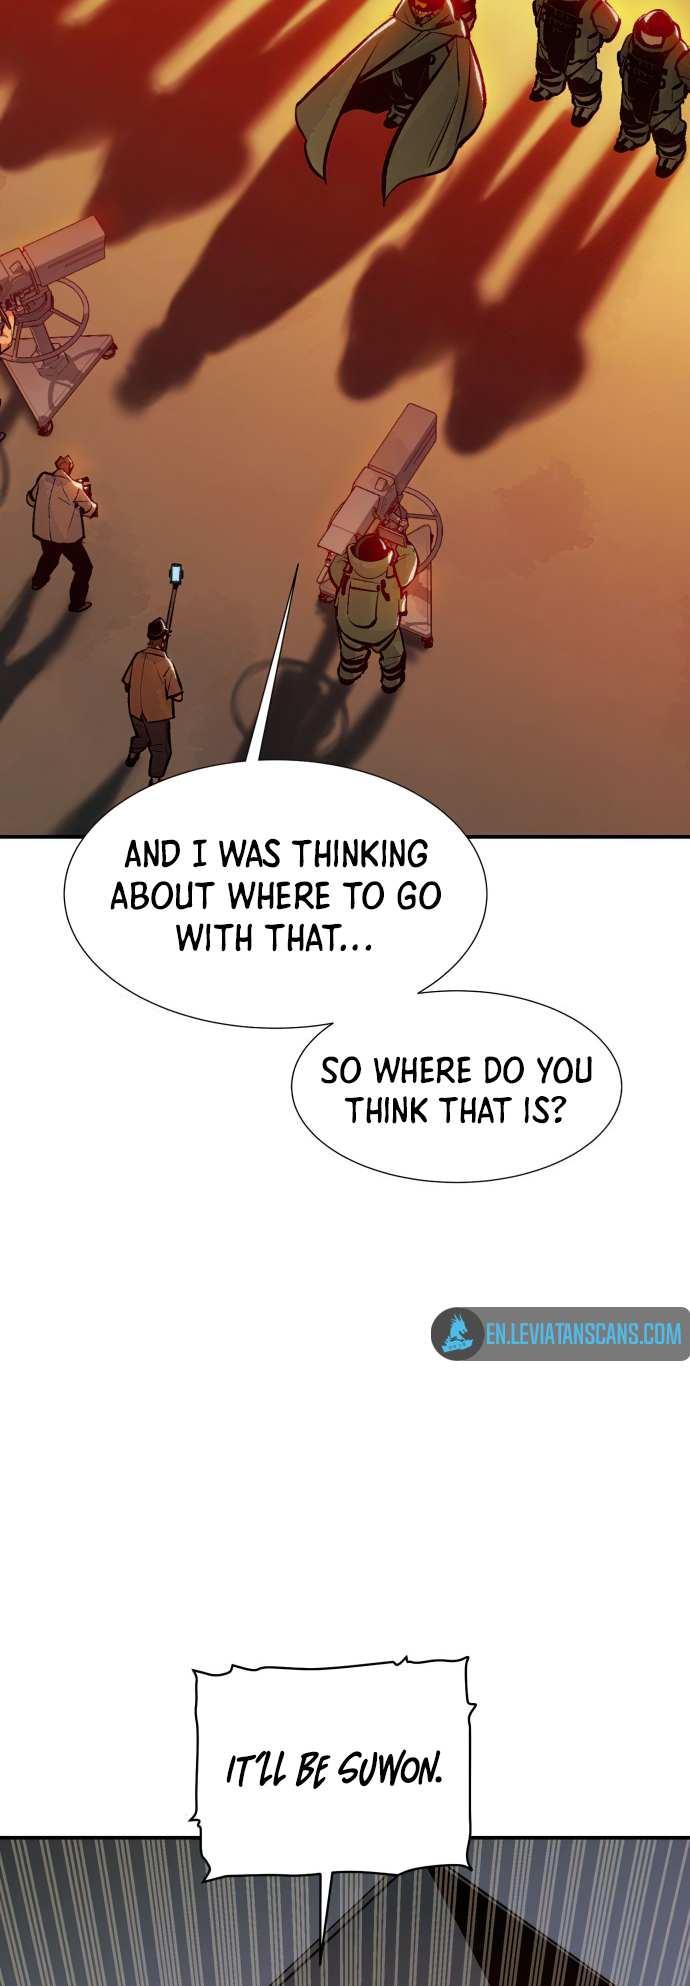 AND I WAS THINKING
ABOUT WHERE TO GO
WITH THAT...
SO WHERE DO YOU
THINK THAT IS?
EN.LEVIATANSCANS.COM
IT'LL BE SUWON.